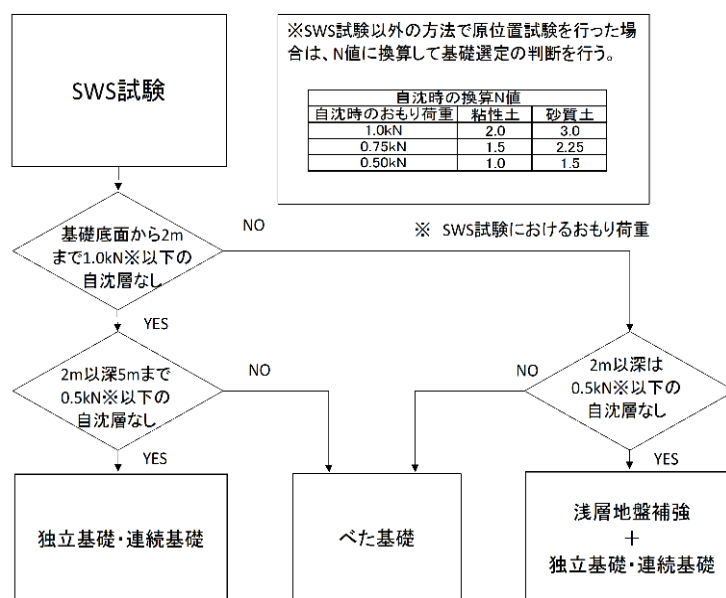 SWS試験
※SWS試験以外の方法で原位置試験を行った場
合は、N値に換算して基礎選定の判断を行う。
自沈時の換算N値
自沈時のおもり荷重 粘性土 砂質土
1.0kN 2.0 3.0
0.75kN 1.5 2.25
0.50kN 1.0 1.5
基礎底面から2m
まで1.0kN※以下の
自沈層なし
NO
※ SWS試験におけるおもり荷重
YES
2m以深5mまで
0.5kN※以下の
自沈層なし
NO
NO
2m以深は
0.5kN※以下の
自沈層なし
YES
YES
独立基礎・連続基礎
べた基礎
浅層地盤補強
+
独立基礎・連続基礎